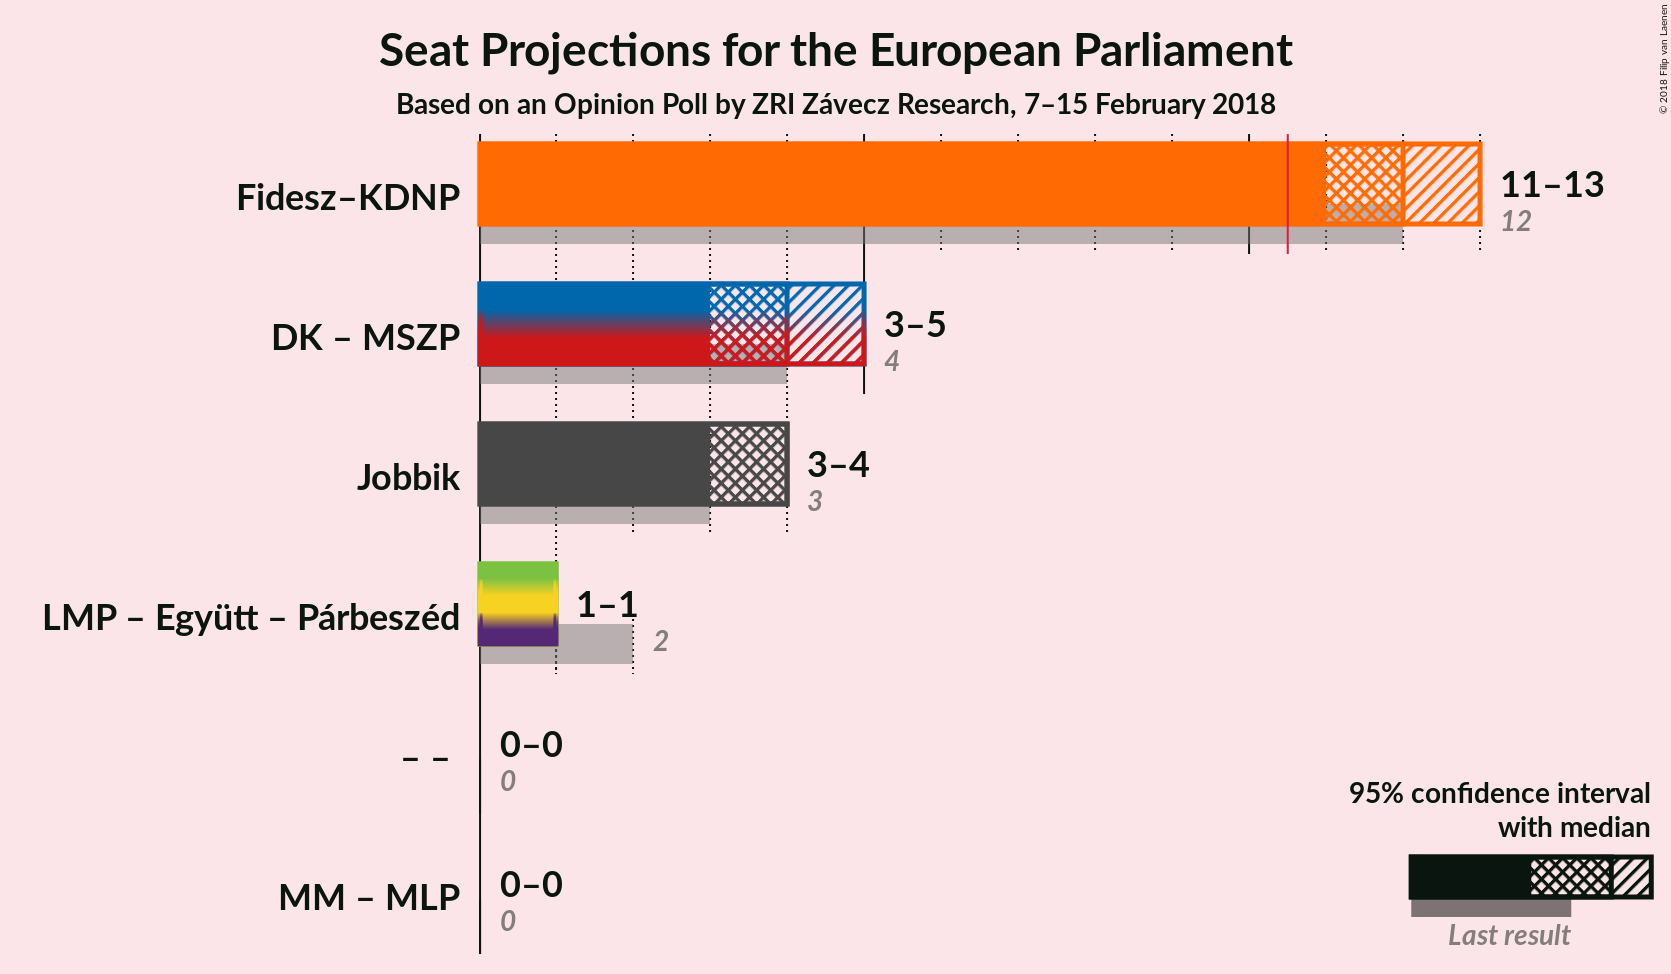 Seat Projections for the European Parliament
Based on an Opinion Poll by ZRI Závecz Research, 7–15 February 2018
© 2018 Filip van Laenen
Fidesz–KDNP
11–13
12
DK – MSZP
3–5
4
Jobbik
3–4
3
LMP – Együtt – Párbeszéd
1–1
2
– –
0–0
0
MM – MLP
0–0
0
95% confidence interval
with median
Last result